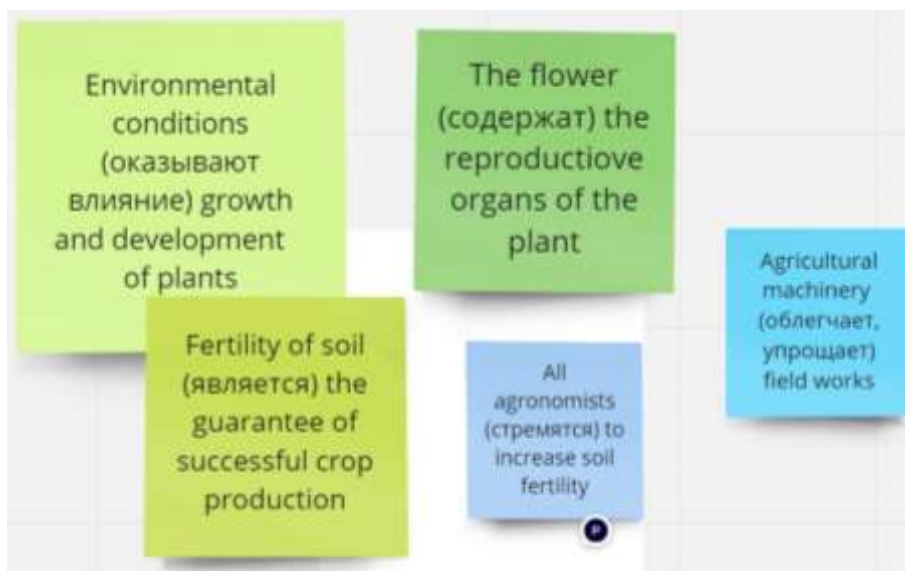 Environmental
conditions
(оказывают
влияние) growth
and development
of plants
The flower
(содержат) the
reproductiove
organs of the
plant
Fertility of soil
(является) the
guarantee of
successful crop
production
All
agronomists
(стремятся) to
increase soil
fertility
P
Agricultural
machinery
(облегчает,
упрощает)
field works